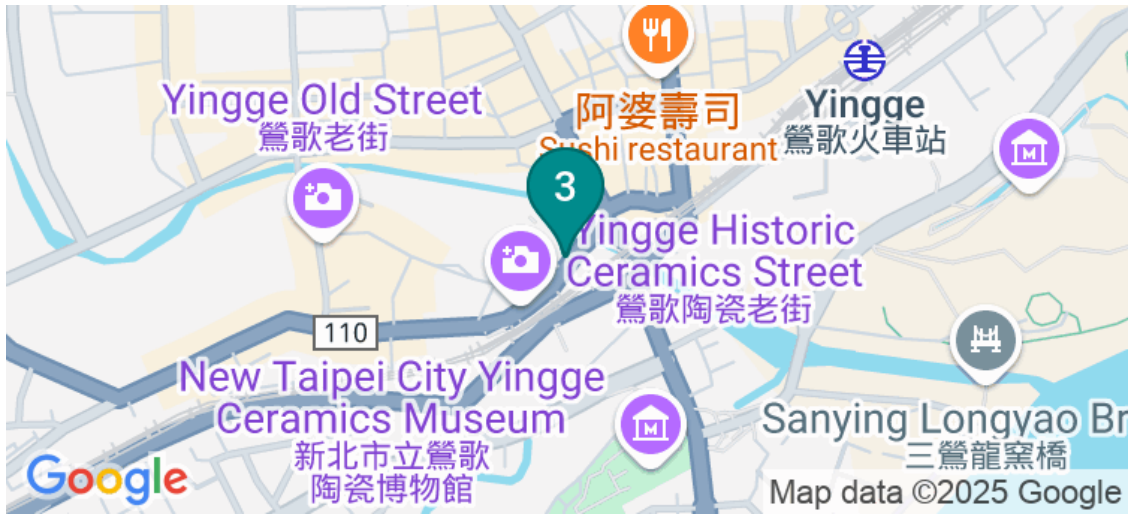 Yingge Old Street
鶯歌老街
阿婆壽司
Sushi restaurant
Yingge
鶯歌火車站
3
Yingge Historic
Ceramics Street
鶯歌陶瓷老街
110
New Taipei City Yingge
Ceramics Museum
新北市立鶯歌
陶瓷博物館
Sanying Longyao Br
三鶯龍窯橋
Google
Map data ©2025 Google